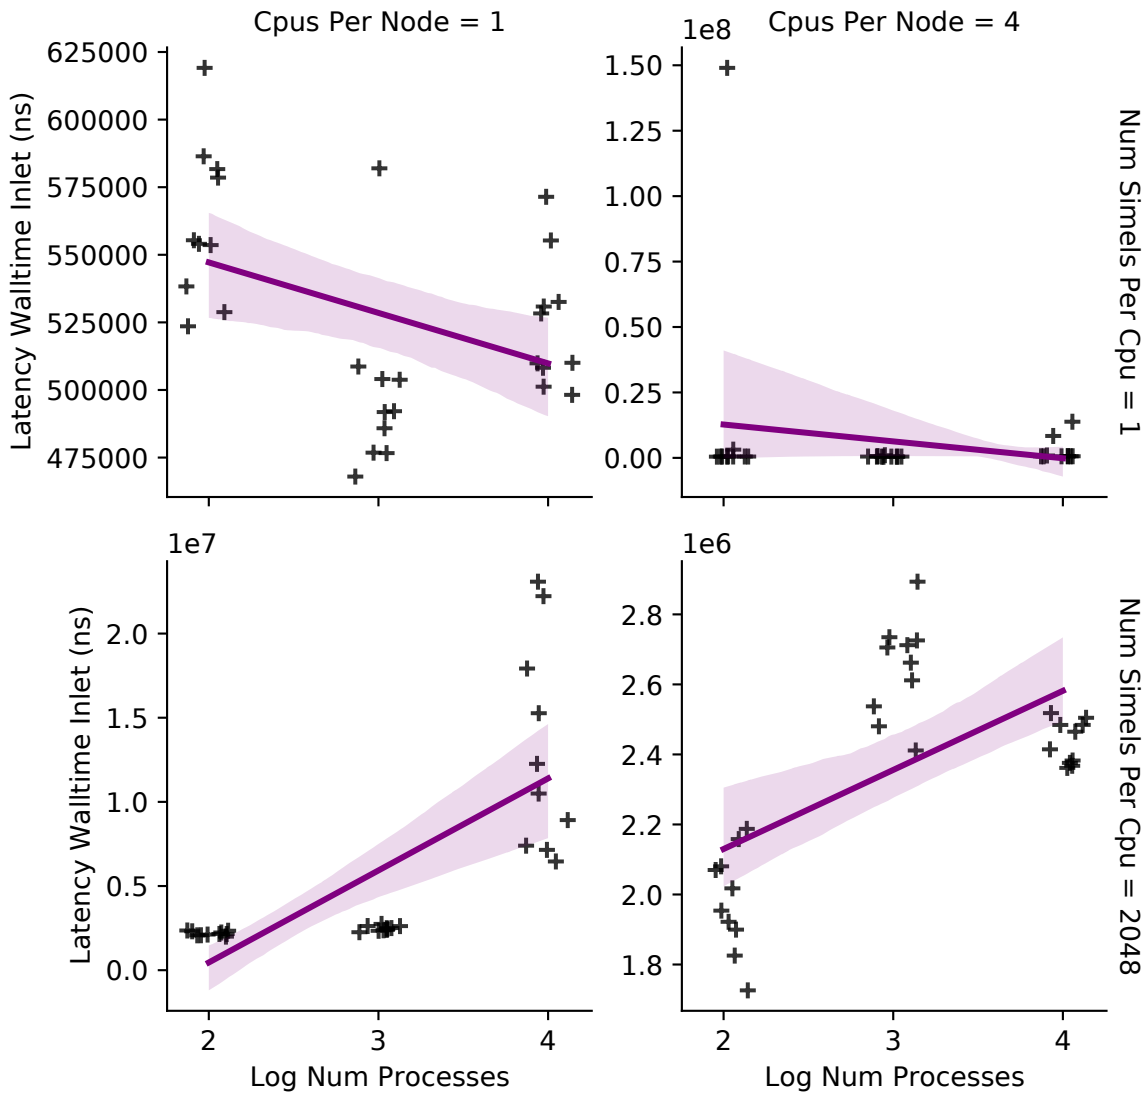 Cpus Per Node = 1
Cpus Per Node = 4
1e8
Latency Walltime Inlet (ns)
625000
600000
575000
550000
525000
500000
475000
1.50
1.25
1.00
0.75
0.50
0.25
0.00
Num Simels Per Cpu = 1
1e7
1e6
Latency Walltime Inlet (ns)
2.0
1.5
1.0
0.5
0.0
2.8
2.6
2.4
2.2
2.0
1.8
Num Simels Per Cpu = 2048
2
3
4
2
3
4
Log Num Processes
Log Num Processes